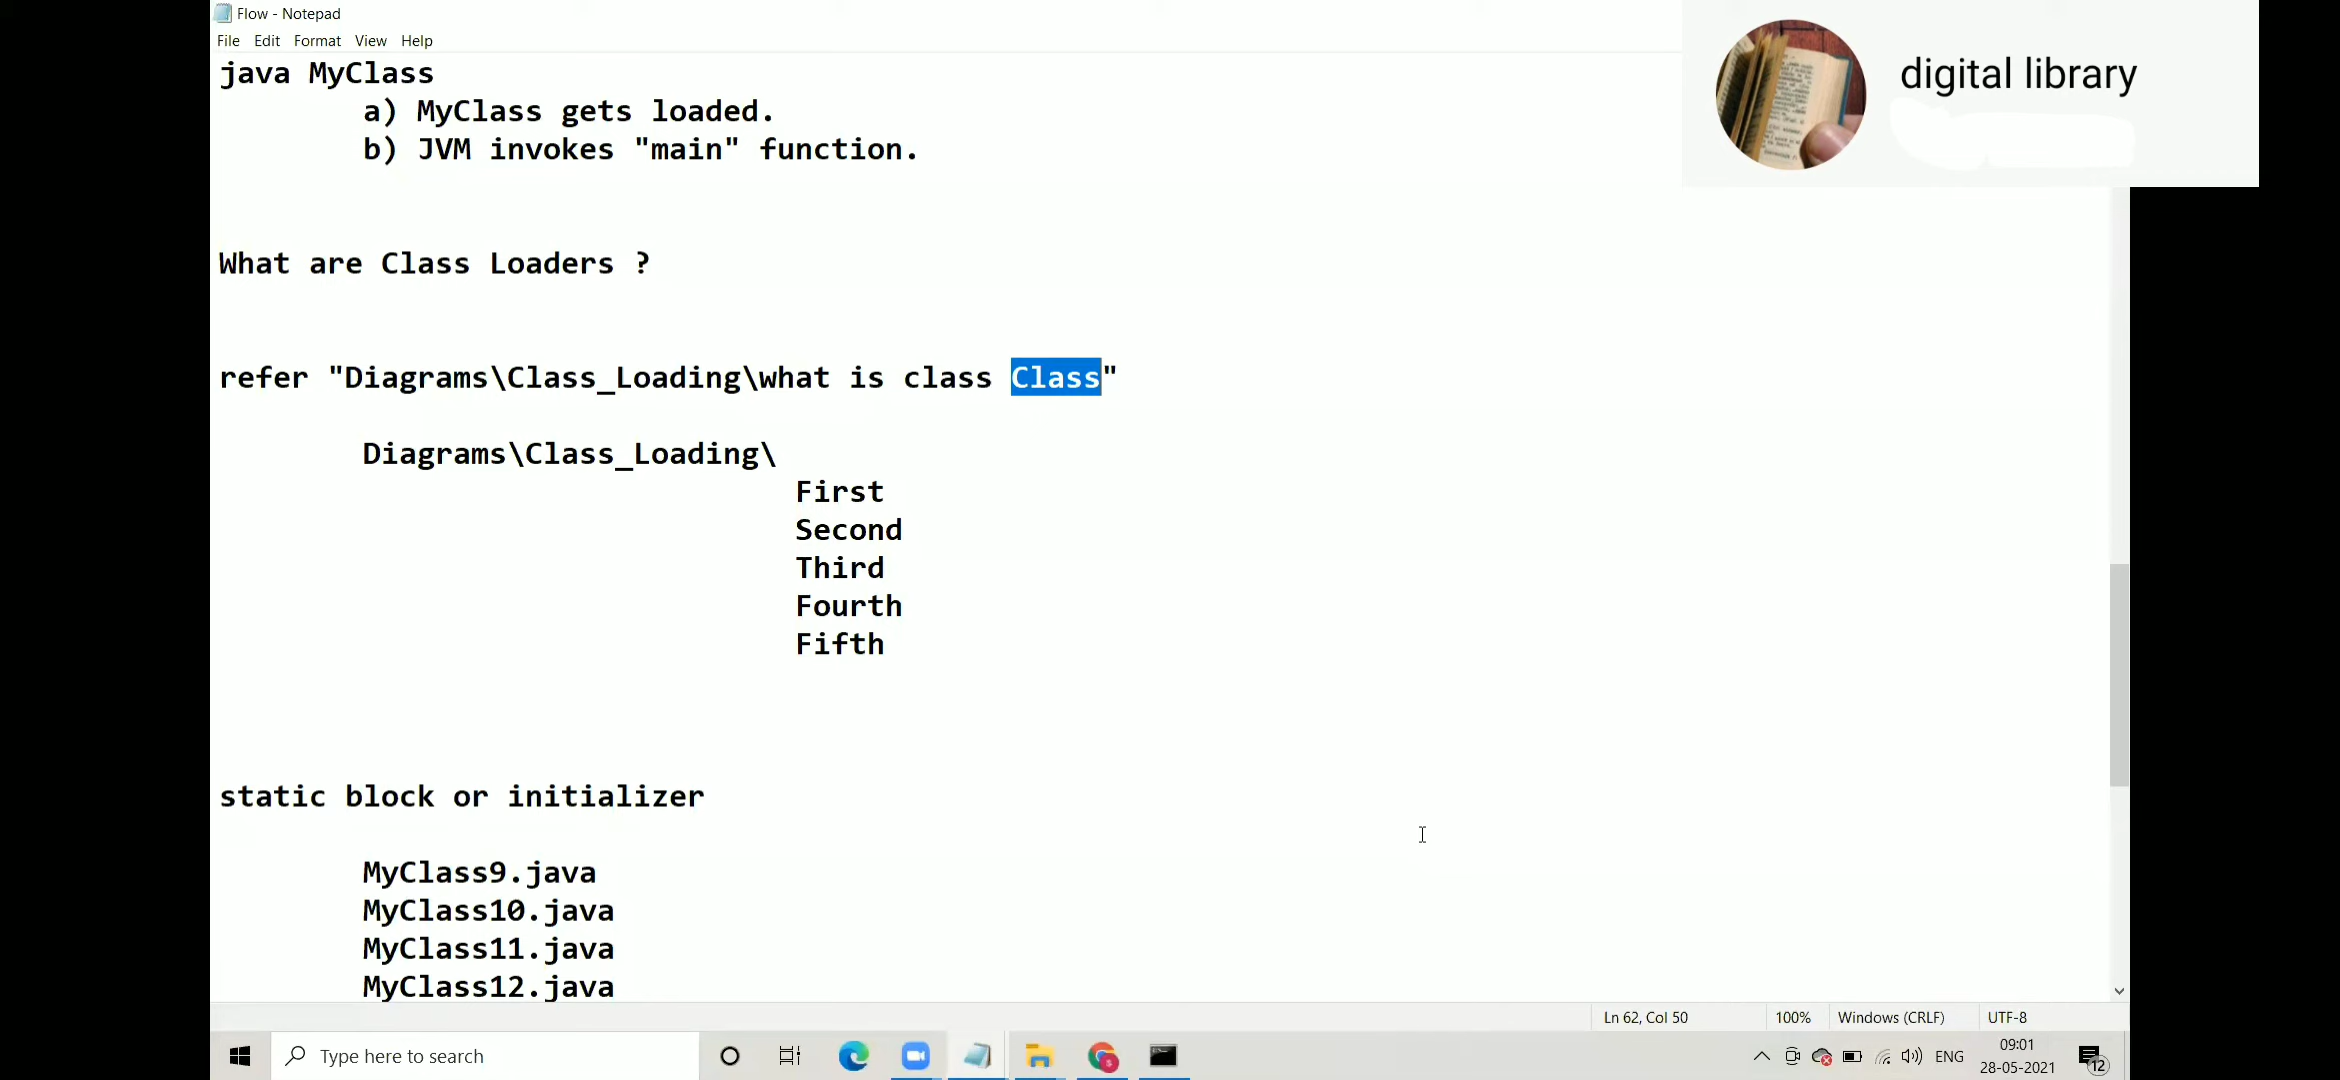 Flow - Notepad
File Edit Format View Help
digital library
java MyClass
a) MyClass gets loaded.
b) JVM invokes "main" function.
What are Class Loaders ?
refer "Diagrams\Class_Loading\what is class Class"
Diagrams\Class_Loading\
First
Second
Third
Fourth
Fifth
static block or initializer
MyClass9.java
MyClass10.java
MyClass11.java
MyClass12.java
Ln 62, Col 50 100% Windows (CRLF) UTF-8
Type here to search
ENG
09:01
28-05-2021
12